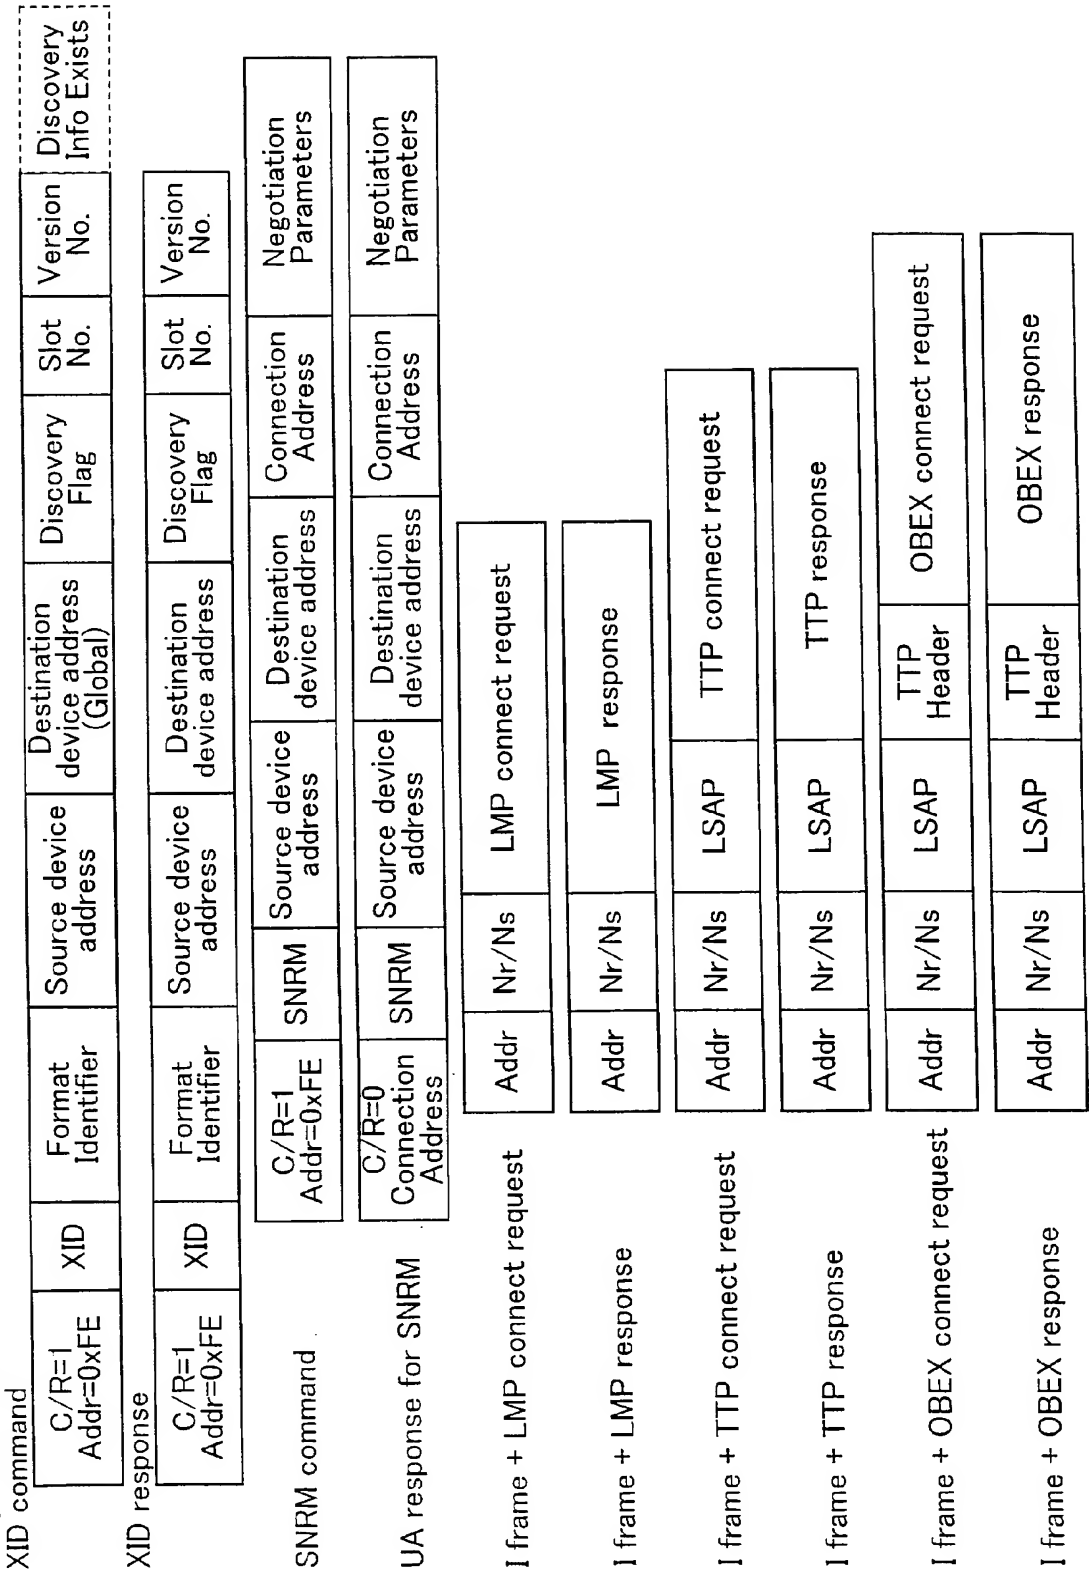 XID command
C/R=1
Addr=0xFE
XID
Format
Identifier
Source device
address
Destination
device address
(Global)
Discovery
Flag
Slot
No.
Version
No.
Discovery
Info Exists
XID response
C/R=1
Addr=0xFE
XID
Format
Identifier
Source device
address
Destination
device address
Discovery
Flag
Slot
No.
Version
No.
SNRM command
C/R=1
Addr=0xFE
SNRM
Source device
address
Destination
device address
Connection
Address
Negotiation
Parameters
UA response for SNRM
C/R=0
Connection
Address
SNRM
Source device
address
Destination
device address
Connection
Address
Negotiation
Parameters
I frame + LMP connect request
Addr
Nr/Ns
LMP connect request
I frame + LMP response
Addr
Nr/Ns
LMP response
I frame + TTP connect request
Addr
Nr/Ns
LSAP
TTP connect request
I frame + TTP response
Addr
Nr/Ns
LSAP
TTP response
I frame + OBEX connect request
Addr
Nr/Ns
LSAP
TTP
Header
OBEX connect request
I frame + OBEX response
Addr
Nr/Ns
LSAP
TTP
Header
OBEX response